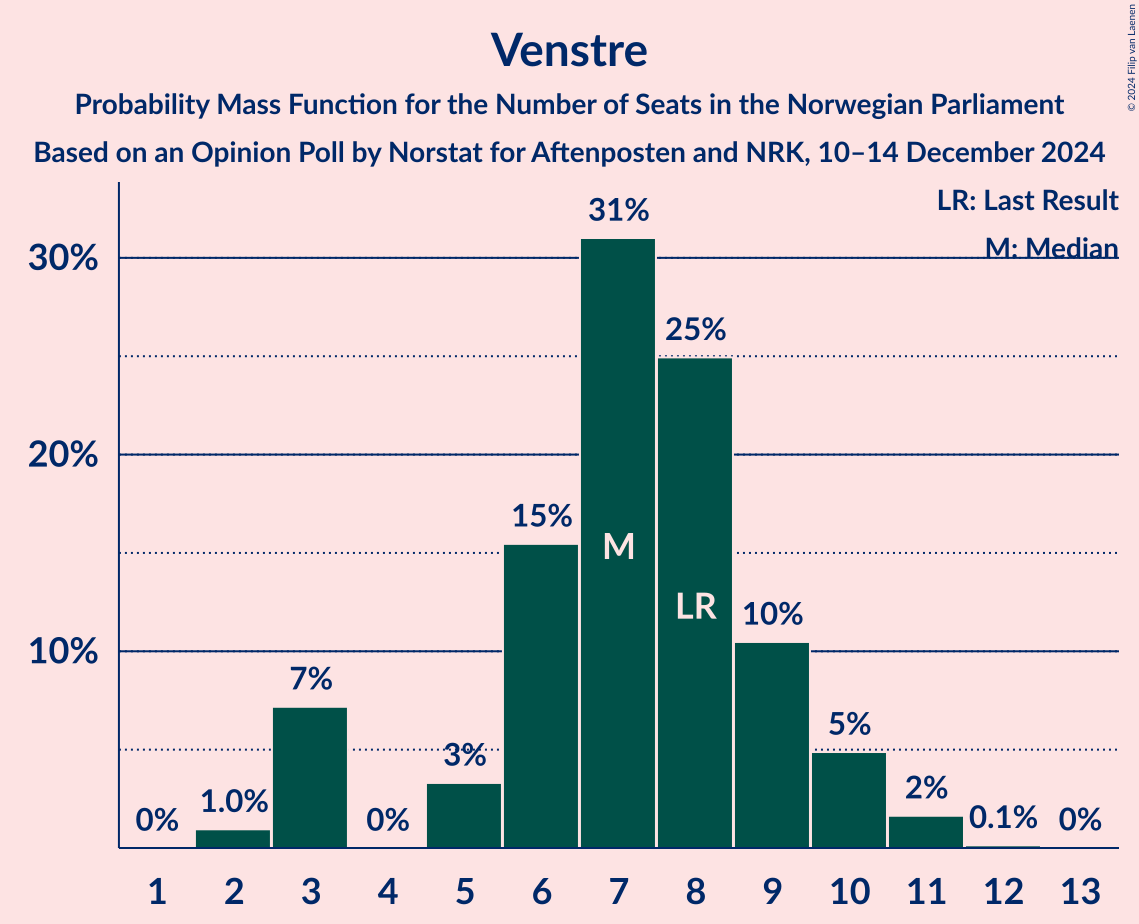 Venstre
Probability Mass Function for the Number of Seats in the Norwegian Parliament
Based on an Opinion Poll by Norstat for Aftenposten and NRK, 10–14 December 2024
© 2024 Filip van Laenen
LR: Last Result
M: Median
30%
20%
10%
0%
1.0%
7%
0%
3%
15%
31%
25%
10%
5%
2%
0.1%
0%
M
LR
1 2 3 4 5 6 7 8 9 10 11 12 13